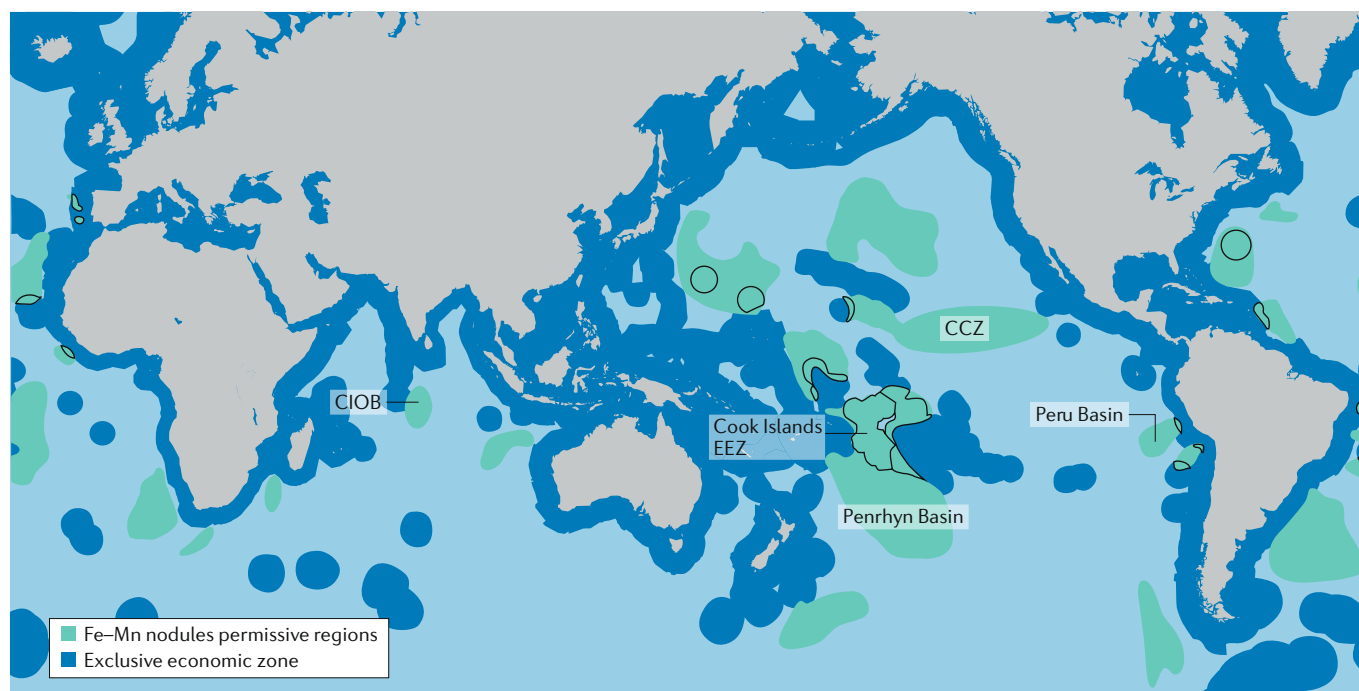 CCZ
CIOB
Peru Basin
Cook Islands
EEZ
Penrhyn Basin
Fe–Mn nodules permissive regions
Exclusive economic zone